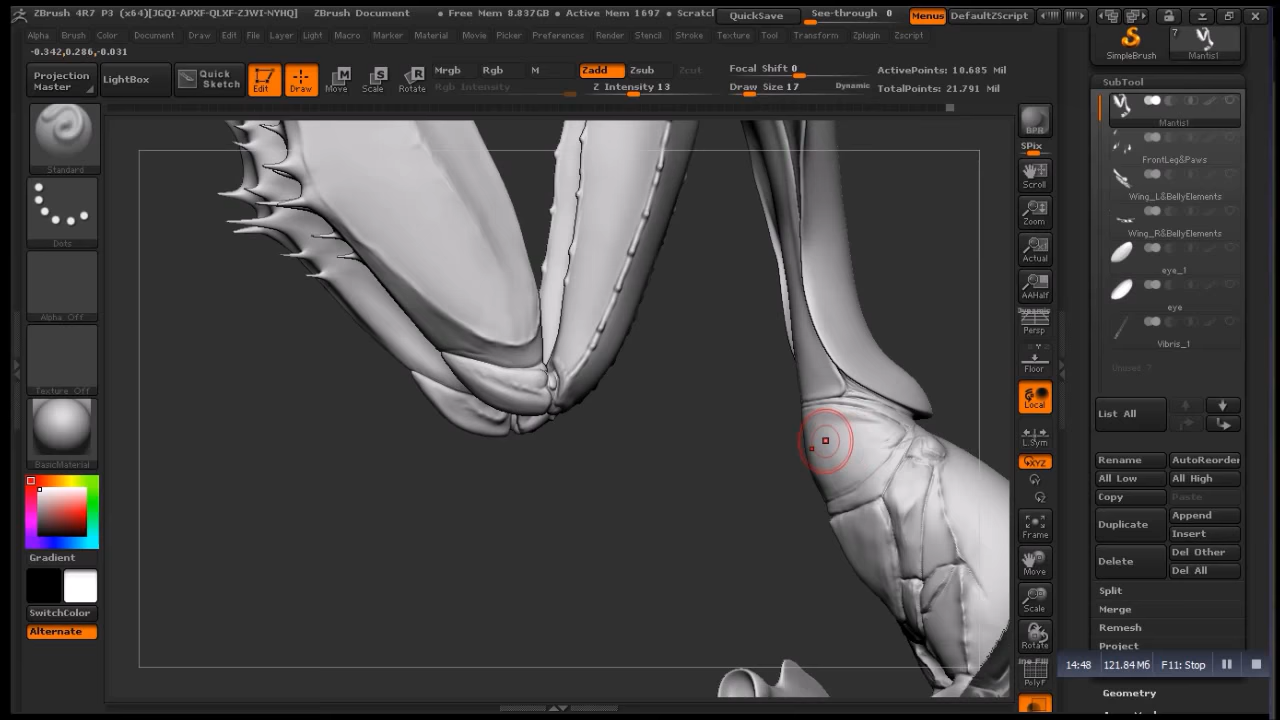 ZBrush 4R7 P3 (x64)[JGQI-APXF-QLXF-ZJWI-NYHQ] ZBrush Document • Free Mem 8.837GB • Active Mem 1697 • Scratch QuickSave See-through 0 Menus DefaultZScript
Alpha Brush Color Document Draw Edit File Layer Light Macro Marker Material Movie Picker Preferences Render Stencil Stroke Texture Tool Transform Zplugin Zscript
-0.342,0.286,-0.031
Projection
Master
LightBox
Quick
Sketch
Edit Draw Move Scale Rotate
Mrgb Rgb M Zadd Zsub Zcut
Rgb Intensity Z Intensity 13
Focal Shift 0
Draw Size 17 Dynamic
ActivePoints: 10.685 Mil
TotalPoints: 21.791 Mil
Standard
Dots
Alpha Off
Texture Off
BasicMaterial
Gradient
SwitchColor
Alternate
BPR
SPix
Scroll
Zoom
Actual
AAHalf
Dynamic
Persp
Floor
Local
L.Sym
XYZ
Frame
Move
Scale
Rotate
PolyF
SimpleBrush
7
Mantis1
SubTool
Mantis1
FrontLeg&Paws
Wing_L&BellyElements
Wing_R&BellyElements
eye_1
eye
Vibris_1
List All
Rename AutoReorder
All Low All High
Copy Paste
Duplicate Append
Insert
Delete Del Other
Del All
Split
Merge
Remesh
Project
14:48 121.84 Мб F11: Stop
Geometry